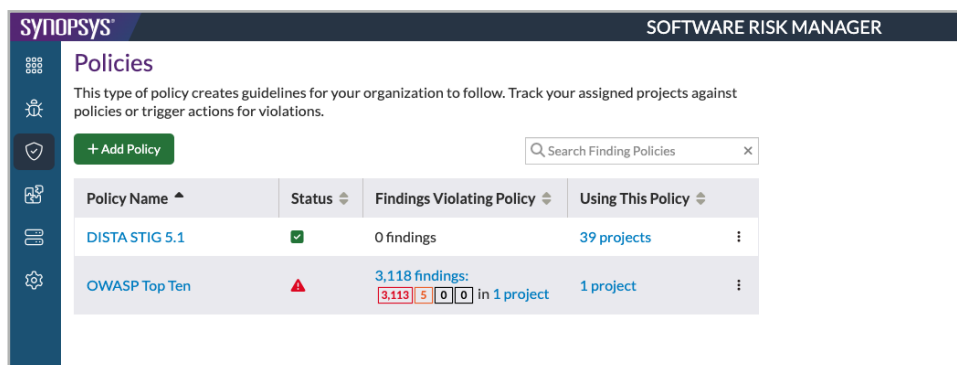 SYNOPSYS®
SOFTWARE RISK MANAGER
Policies
This type of policy creates guidelines for your organization to follow. Track your assigned projects against
policies or trigger actions for violations.
+ Add Policy
Search Finding Policies
Policy Name
Status
Findings Violating Policy
Using This Policy
DISTA STIG 5.1
0 findings
39 projects
OWASP Top Ten
3,118 findings:
3,113 5 0 0 in 1 project
1 project